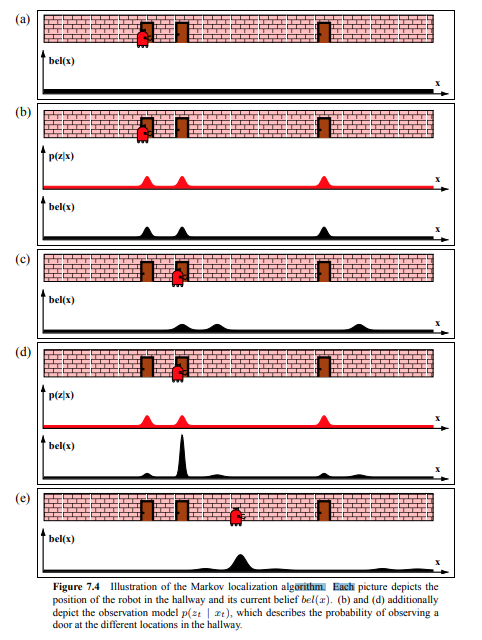 (a)
bel(x)
x
(b)
p(z|x)
x
bel(x)
x
(c)
bel(x)
x
(d)
p(z|x)
x
bel(x)
x
(e)
bel(x)
x
Figure 7.4 Illustration of the Markov localization algorithm. Each picture depicts the
position of the robot in the hallway and its current belief bel(x). (b) and (d) additionally
depict the observation model p(zt | xt), which describes the probability of observing a
door at the different locations in the hallway.